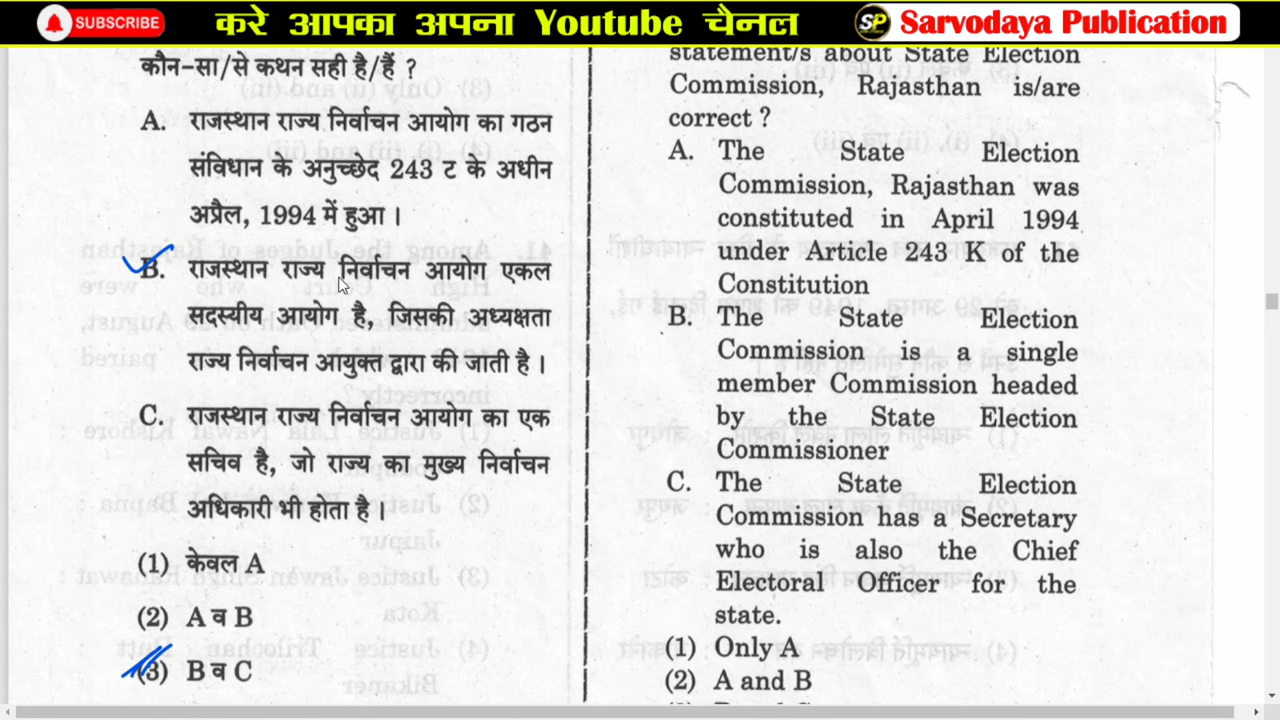 SUBSCRIBE
करे आपका अपना Youtube चैनल
SP
Sarvodaya Publication
कौन-सा/से कथन सही है/हैं ?
A. राजस्थान राज्य निर्वाचन आयोग का गठन
संविधान के अनुच्छेद 243 ट के अधीन
अप्रैल, 1994 में हुआ ।
B. राजस्थान राज्य निर्वाचन आयोग एकल
सदस्यीय आयोग है, जिसकी अध्यक्षता
राज्य निर्वाचन आयुक्त द्वारा की जाती है ।
C. राजस्थान राज्य निर्वाचन आयोग का एक
सचिव है, जो राज्य का मुख्य निर्वाचन
अधिकारी भी होता है ।
(1) केवल A
(2) A व B
(3) B व C
statement/s about State Election
Commission, Rajasthan is/are
correct ?
A. The State Election
Commission, Rajasthan was
constituted in April 1994
under Article 243 K of the
Constitution
B. The State Election
Commission is a single
member Commission headed
by the State Election
Commissioner
C. The State Election
Commission has a Secretary
who is also the Chief
Electoral Officer for the
state.
(1) Only A
(2) A and B